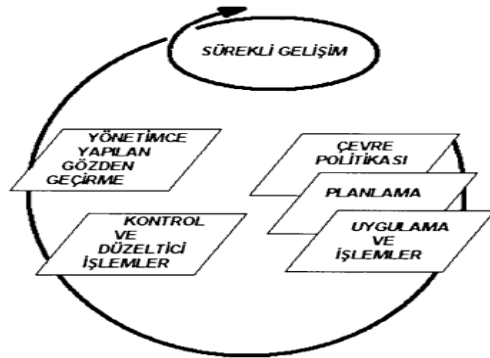 SÜREKLİ GELİŞİM
YÖNETİMCE
YAPILAN
GÖZDEN
GEÇİRME
ÇEVRE
POLİTİKASI
PLANLAMA
KONTROL
VE
DÜZELTİCİ
İŞLEMLER
UYGULAMA
VE
İŞLEMLER